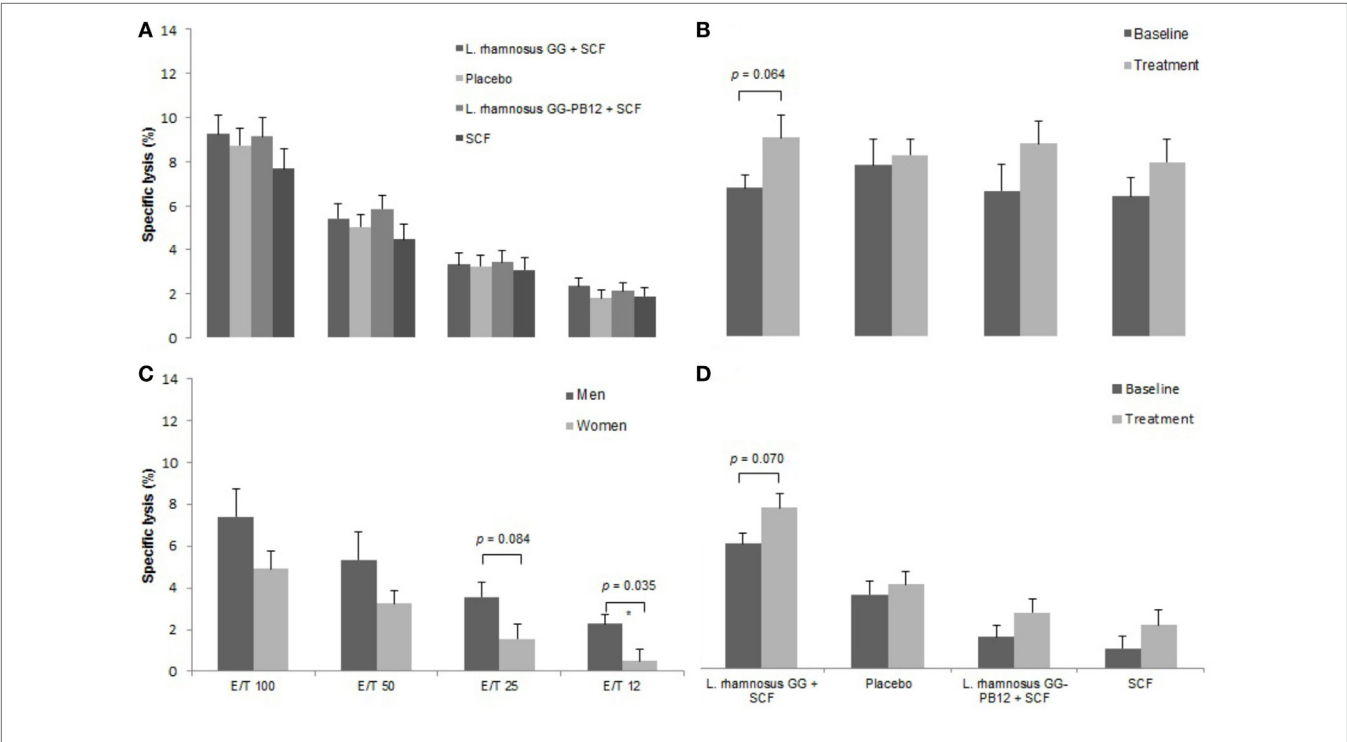 A
14
12
10
8
6
4
2
0
Specific lysis (%)
L. rhamnosus GG + SCF
Placebo
L. rhamnosus GG-PB12 + SCF
SCF
B
Baseline
Treatment
p = 0.064
C
14
12
10
8
6
4
2
0
Specific lysis (%)
Men
Women
p = 0.084
p = 0.035
*
E/T 100
E/T 50
E/T 25
E/T 12
D
Baseline
Treatment
p = 0.070
L. rhamnosus GG +
SCF
Placebo
L. rhamnosus GG-
PB12 + SCF
SCF